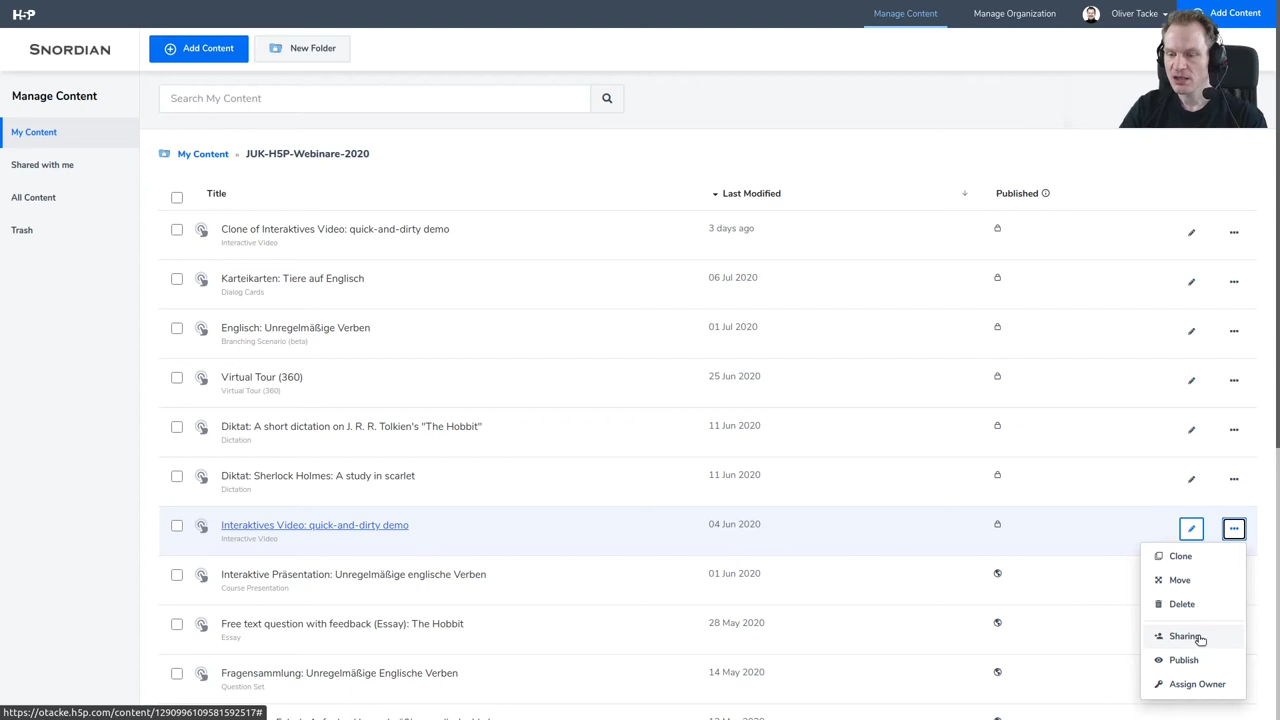 H5P
Manage Content
Manage Organization
Oliver Tacke
Add Content
SNORDIAN
Add Content
New Folder
Manage Content
Search My Content
My Content
Shared with me
All Content
Trash
My Content » JUK-H5P-Webinare-2020
Title
Last Modified
Published
Clone of Interaktives Video: quick-and-dirty demo
Interactive Video
3 days ago
Karteikarten: Tiere auf Englisch
Dialog Cards
06 Jul 2020
Englisch: Unregelmäßige Verben
Branching Scenario (beta)
01 Jul 2020
Virtual Tour (360)
Virtual Tour (360)
25 Jun 2020
Diktat: A short dictation on J. R. R. Tolkien's "The Hobbit"
Dictation
11 Jun 2020
Diktat: Sherlock Holmes: A study in scarlet
Dictation
11 Jun 2020
Interaktives Video: quick-and-dirty demo
Interactive Video
04 Jun 2020
Interaktive Präsentation: Unregelmäßige englische Verben
Course Presentation
01 Jun 2020
Free text question with feedback (Essay): The Hobbit
Essay
28 May 2020
Fragensammlung: Unregelmäßige Englische Verben
Question Set
14 May 2020
Clone
Move
Delete
Sharing
Publish
Assign Owner
https://otacke.h5p.com/content/1290996109581592517#